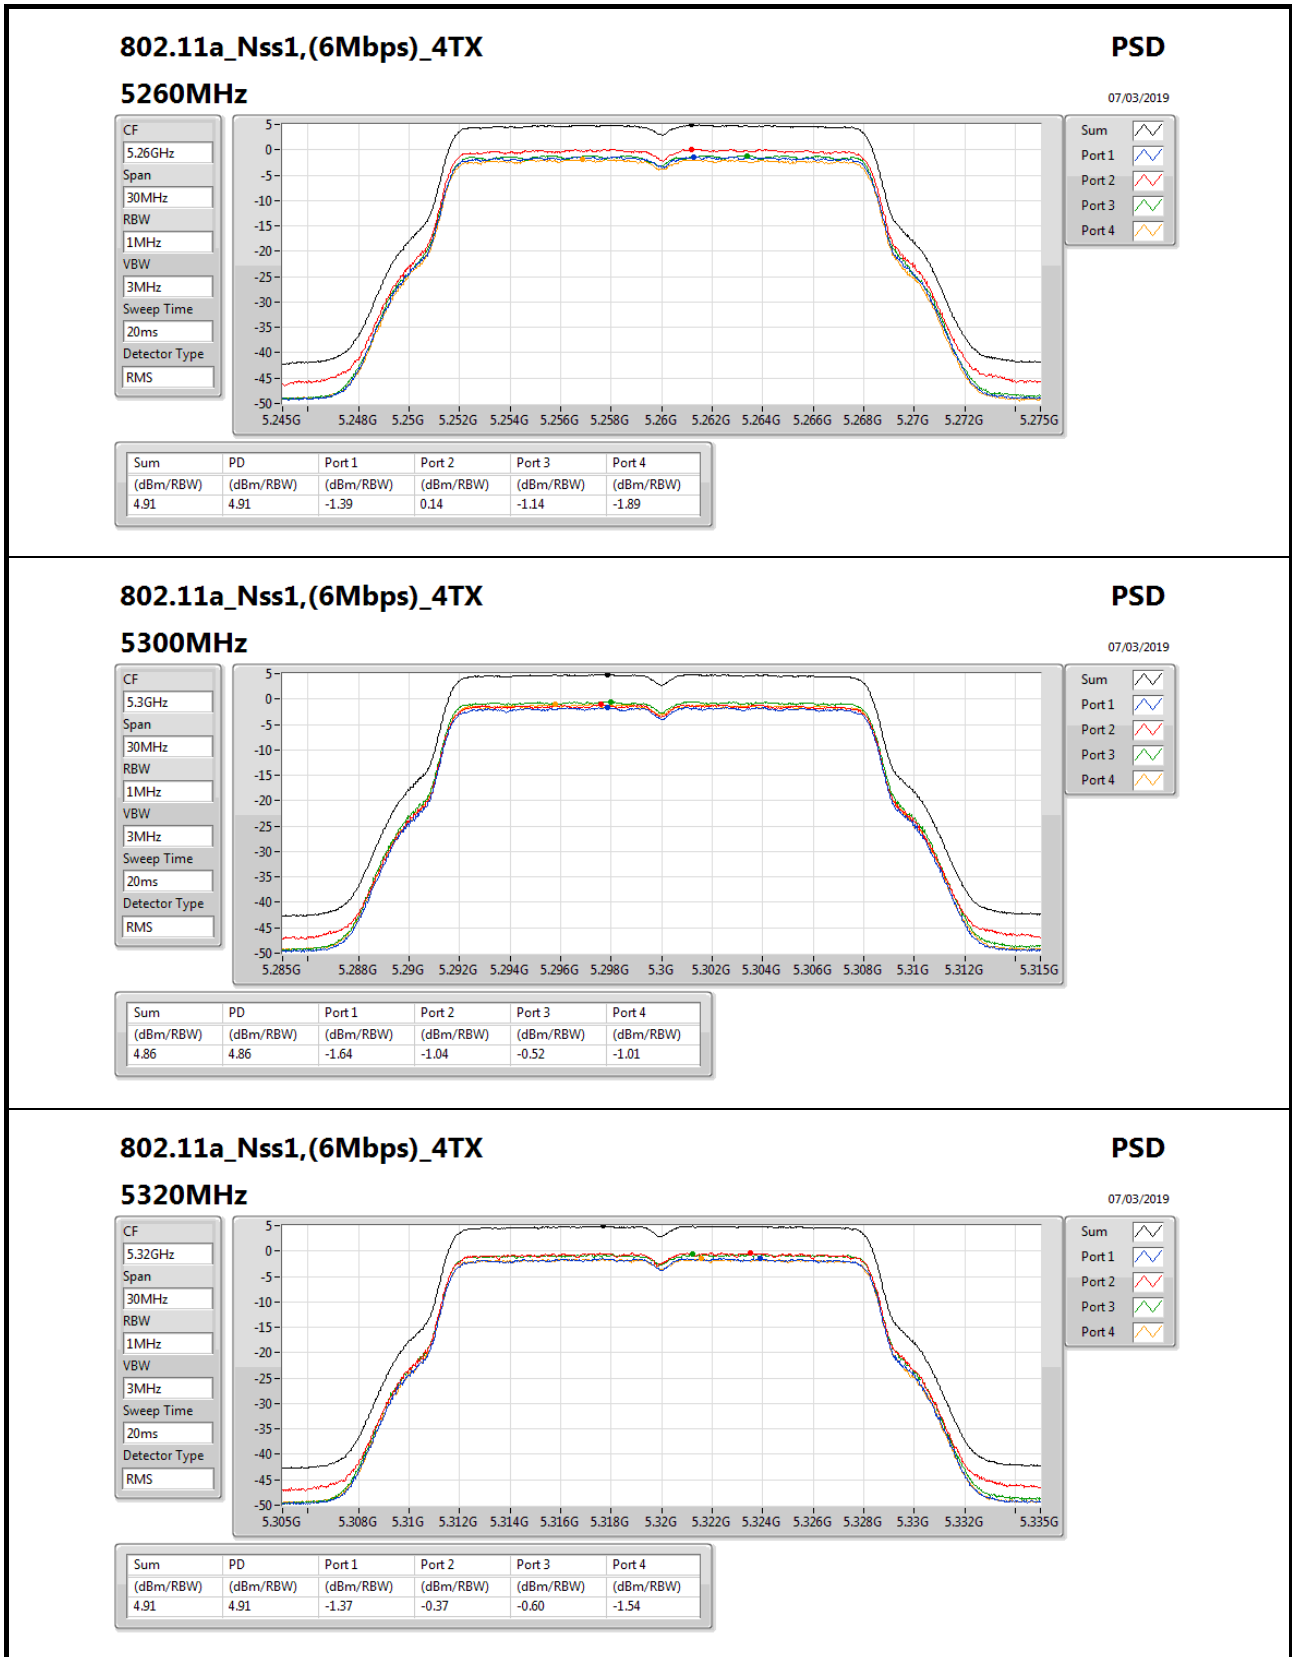 802.11a_Nss1,(6Mbps)_4TX PSD
5260MHz 07/03/2019
CF
5.26GHz
Span
30MHz
RBW
1MHz
VBW
3MHz
Sweep Time
20ms
Detector Type
RMS
5
0
-5
-10
-15
-20
-25
-30
-35
-40
-45
-50
5.245G 5.248G 5.25G 5.252G 5.254G 5.256G 5.258G 5.26G 5.262G 5.264G 5.266G 5.268G 5.27G 5.272G 5.275G
Sum
Port 1
Port 2
Port 3
Port 4
Sum PD Port 1 Port 2 Port 3 Port 4
(dBm/RBW) (dBm/RBW) (dBm/RBW) (dBm/RBW) (dBm/RBW) (dBm/RBW)
4.91 4.91 -1.39 0.14 -1.14 -1.89
802.11a_Nss1,(6Mbps)_4TX PSD
5300MHz 07/03/2019
CF
5.3GHz
Span
30MHz
RBW
1MHz
VBW
3MHz
Sweep Time
20ms
Detector Type
RMS
5
0
-5
-10
-15
-20
-25
-30
-35
-40
-45
-50
5.285G 5.288G 5.29G 5.292G 5.294G 5.296G 5.298G 5.3G 5.302G 5.304G 5.306G 5.308G 5.31G 5.312G 5.315G
Sum
Port 1
Port 2
Port 3
Port 4
Sum PD Port 1 Port 2 Port 3 Port 4
(dBm/RBW) (dBm/RBW) (dBm/RBW) (dBm/RBW) (dBm/RBW) (dBm/RBW)
4.86 4.86 -1.64 -1.04 -0.52 -1.01
802.11a_Nss1,(6Mbps)_4TX PSD
5320MHz 07/03/2019
CF
5.32GHz
Span
30MHz
RBW
1MHz
VBW
3MHz
Sweep Time
20ms
Detector Type
RMS
5
0
-5
-10
-15
-20
-25
-30
-35
-40
-45
-50
5.305G 5.308G 5.31G 5.312G 5.314G 5.316G 5.318G 5.32G 5.322G 5.324G 5.326G 5.328G 5.33G 5.332G 5.335G
Sum
Port 1
Port 2
Port 3
Port 4
Sum PD Port 1 Port 2 Port 3 Port 4
(dBm/RBW) (dBm/RBW) (dBm/RBW) (dBm/RBW) (dBm/RBW) (dBm/RBW)
4.91 4.91 -1.37 -0.37 -0.60 -1.54